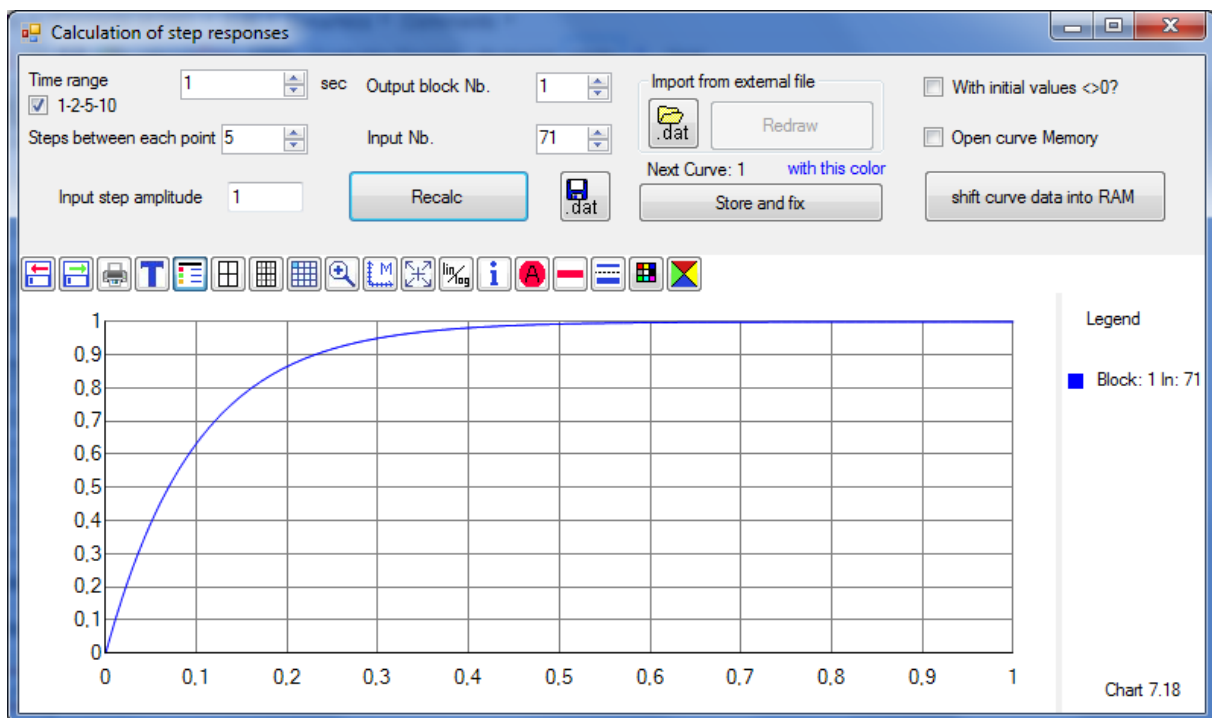 Calculation of step responses
Time range 1 sec Output block Nb. 1 Import from external file With initial values <>0?
1-2-5-10
.dat Redraw
Steps between each point 5 Input Nb. 71 Open curve Memory
Next Curve: 1 with this color
Input step amplitude 1 Recalc .dat Store and fix shift curve data into RAM
T M lin/log i A
1
0,9
0,8
0,7
0,6
0,5
0,4
0,3
0,2
0,1
0
0 0,1 0,2 0,3 0,4 0,5 0,6 0,7 0,8 0,9 1
Legend
Block: 1 In: 71
Chart 7.18